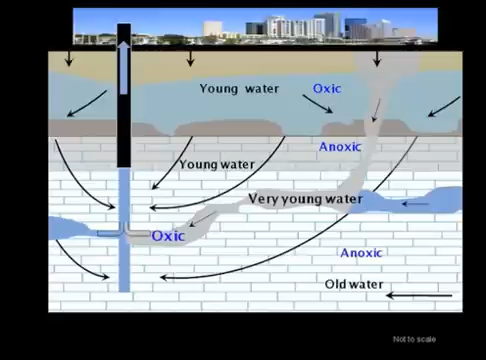 Young water Oxic
Anoxic
Young water
Very young water
Oxic
Anoxic
Old water
Not to scale